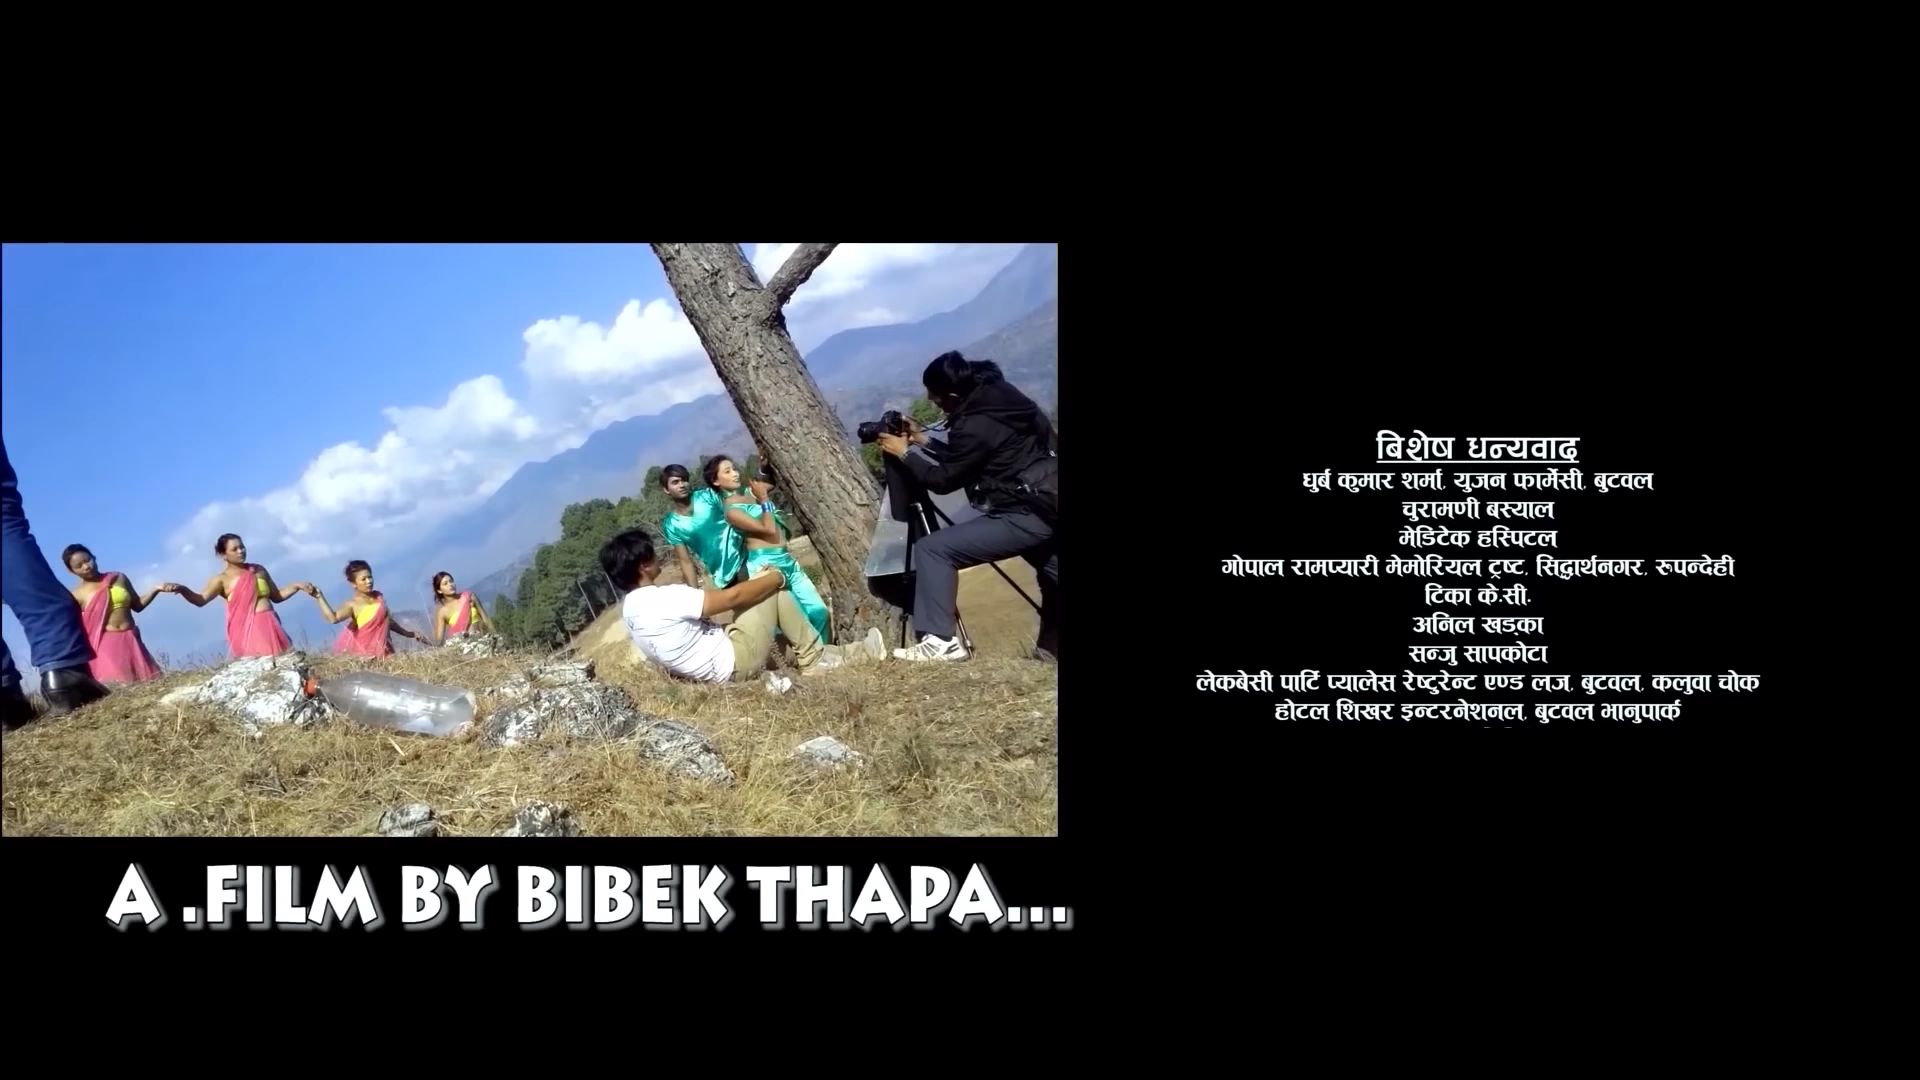 A .FILM BY BIBEK THAPA...
बिशेष धन्यवाद
धुर्ब कुमार शर्मा, युजन फार्मेसी, बुटवल
चुरामणी बस्याल
मेडिटेक हस्पिटल
गोपाल रामप्यारी मेमोरियल ट्रष्ट, सिद्धार्थनगर, रूपन्देही
टिका के.सी.
अनिल खड्का
सन्जु सापकोटा
लेकबेसी पार्टि प्यालेस रेष्टुरेन्ट एण्ड लज, बुटवल, कलुवा चोक
होटल शिखर इन्टरनेशनल, बुटवल भानुपार्क